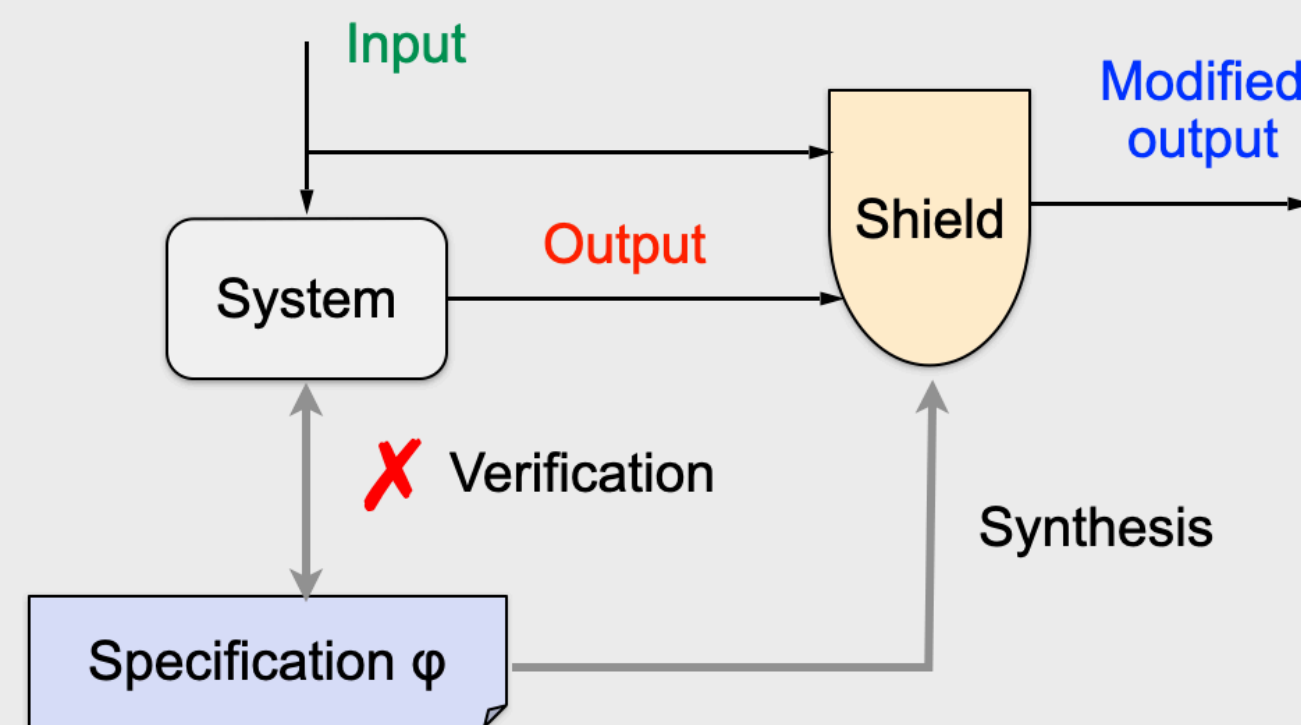 Input
Modified
output
Shield
Output
System
✗ Verification
Synthesis
Specification φ